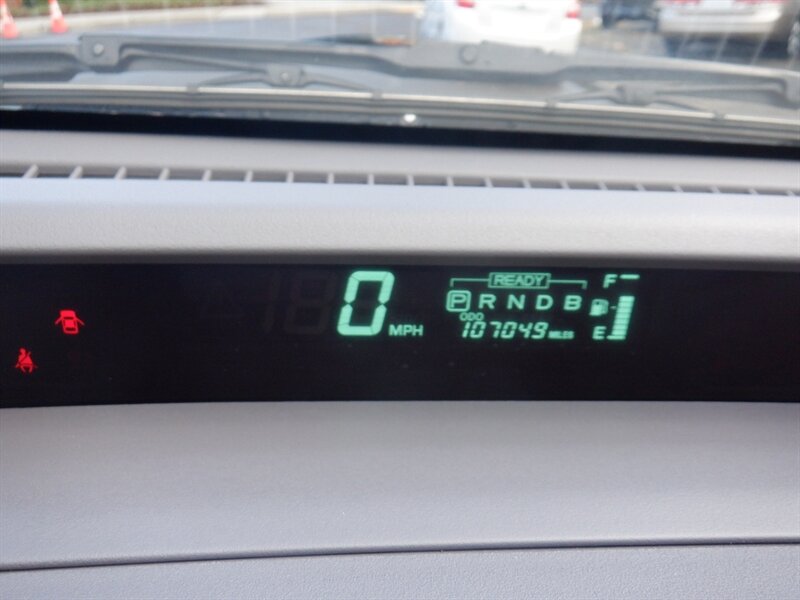 READY
F
0 MPH
P R N D B
ODO
107049 MILES
E